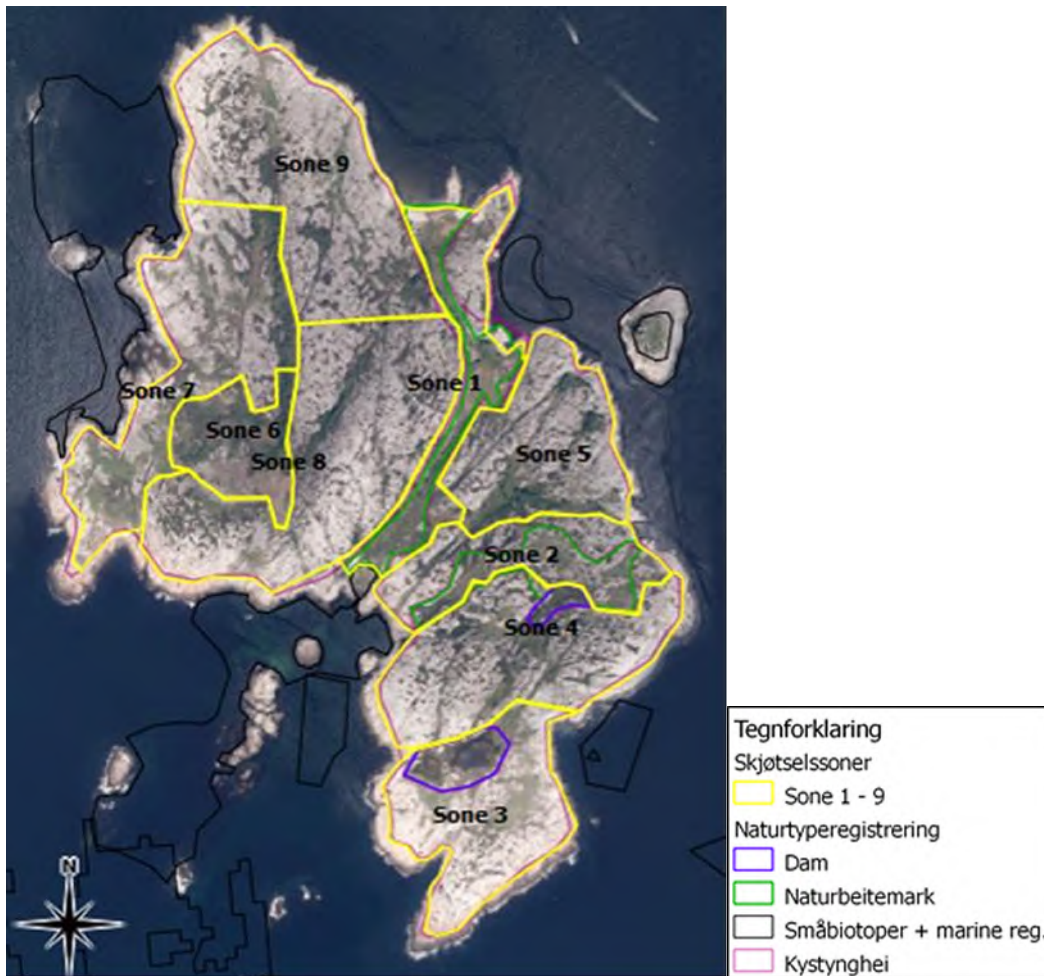 Sone 9
Sone 1
Sone 7
Sone 6
Sone 8
Sone 5
Sone 2
Sone 4
Sone 3
N
Tegnforklaring
Skjøtselssoner
Sone 1 - 9
Naturtyperegistrering
Dam
Naturbeitemark
Småbiotoper + marine reg.
Kystynghei